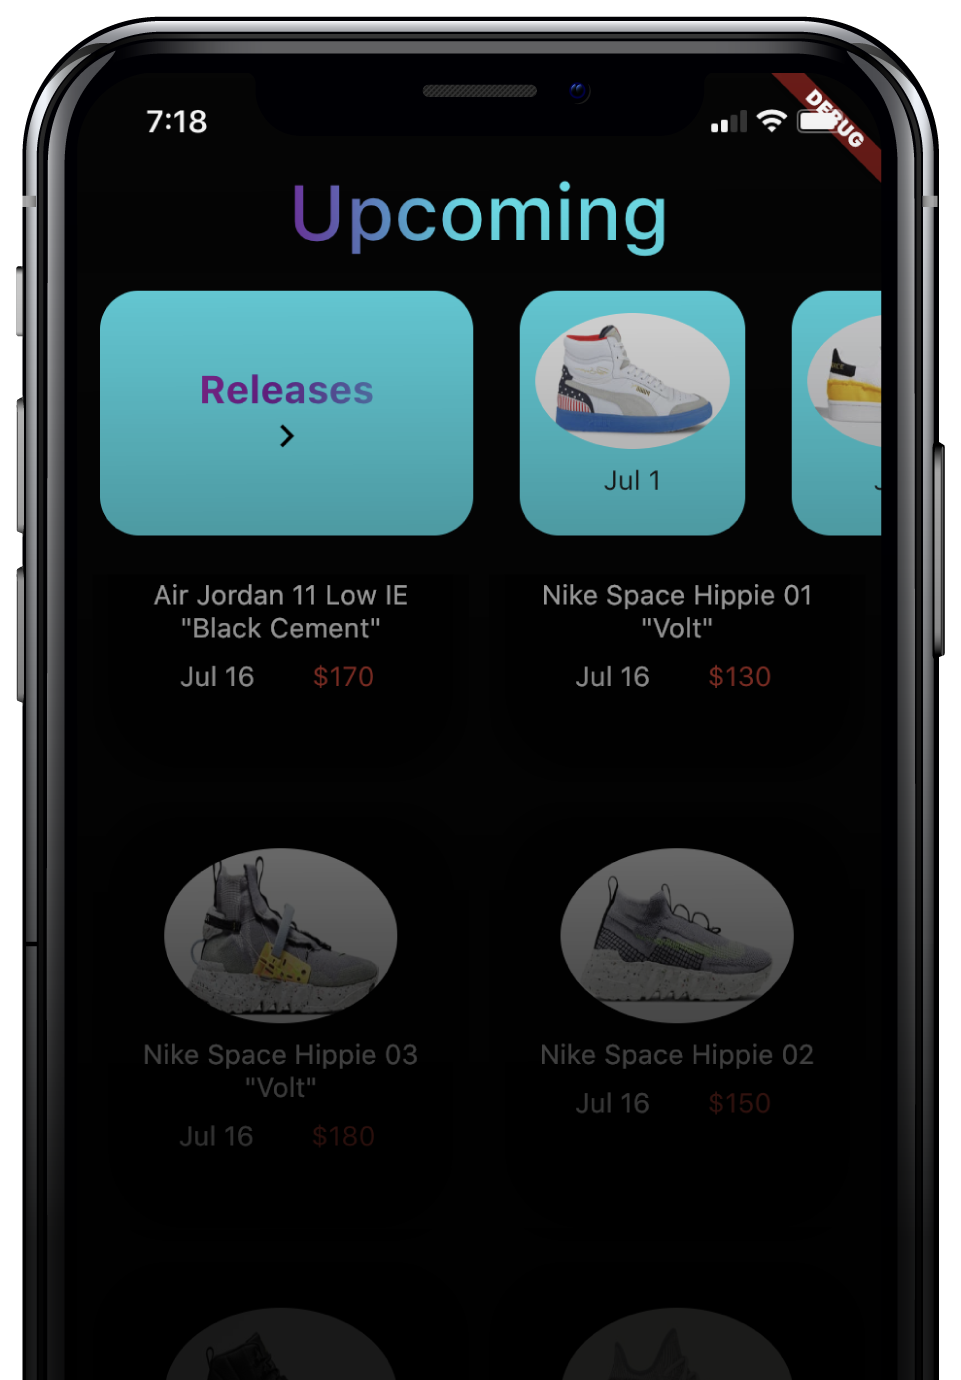 7:18
DEBUG
Upcoming
Releases
Jul 1
Air Jordan 11 Low IE
"Black Cement"
Jul 16 $170
Nike Space Hippie 01
"Volt"
Jul 16 $130
Nike Space Hippie 03
"Volt"
Jul 16 $180
Nike Space Hippie 02
Jul 16 $150